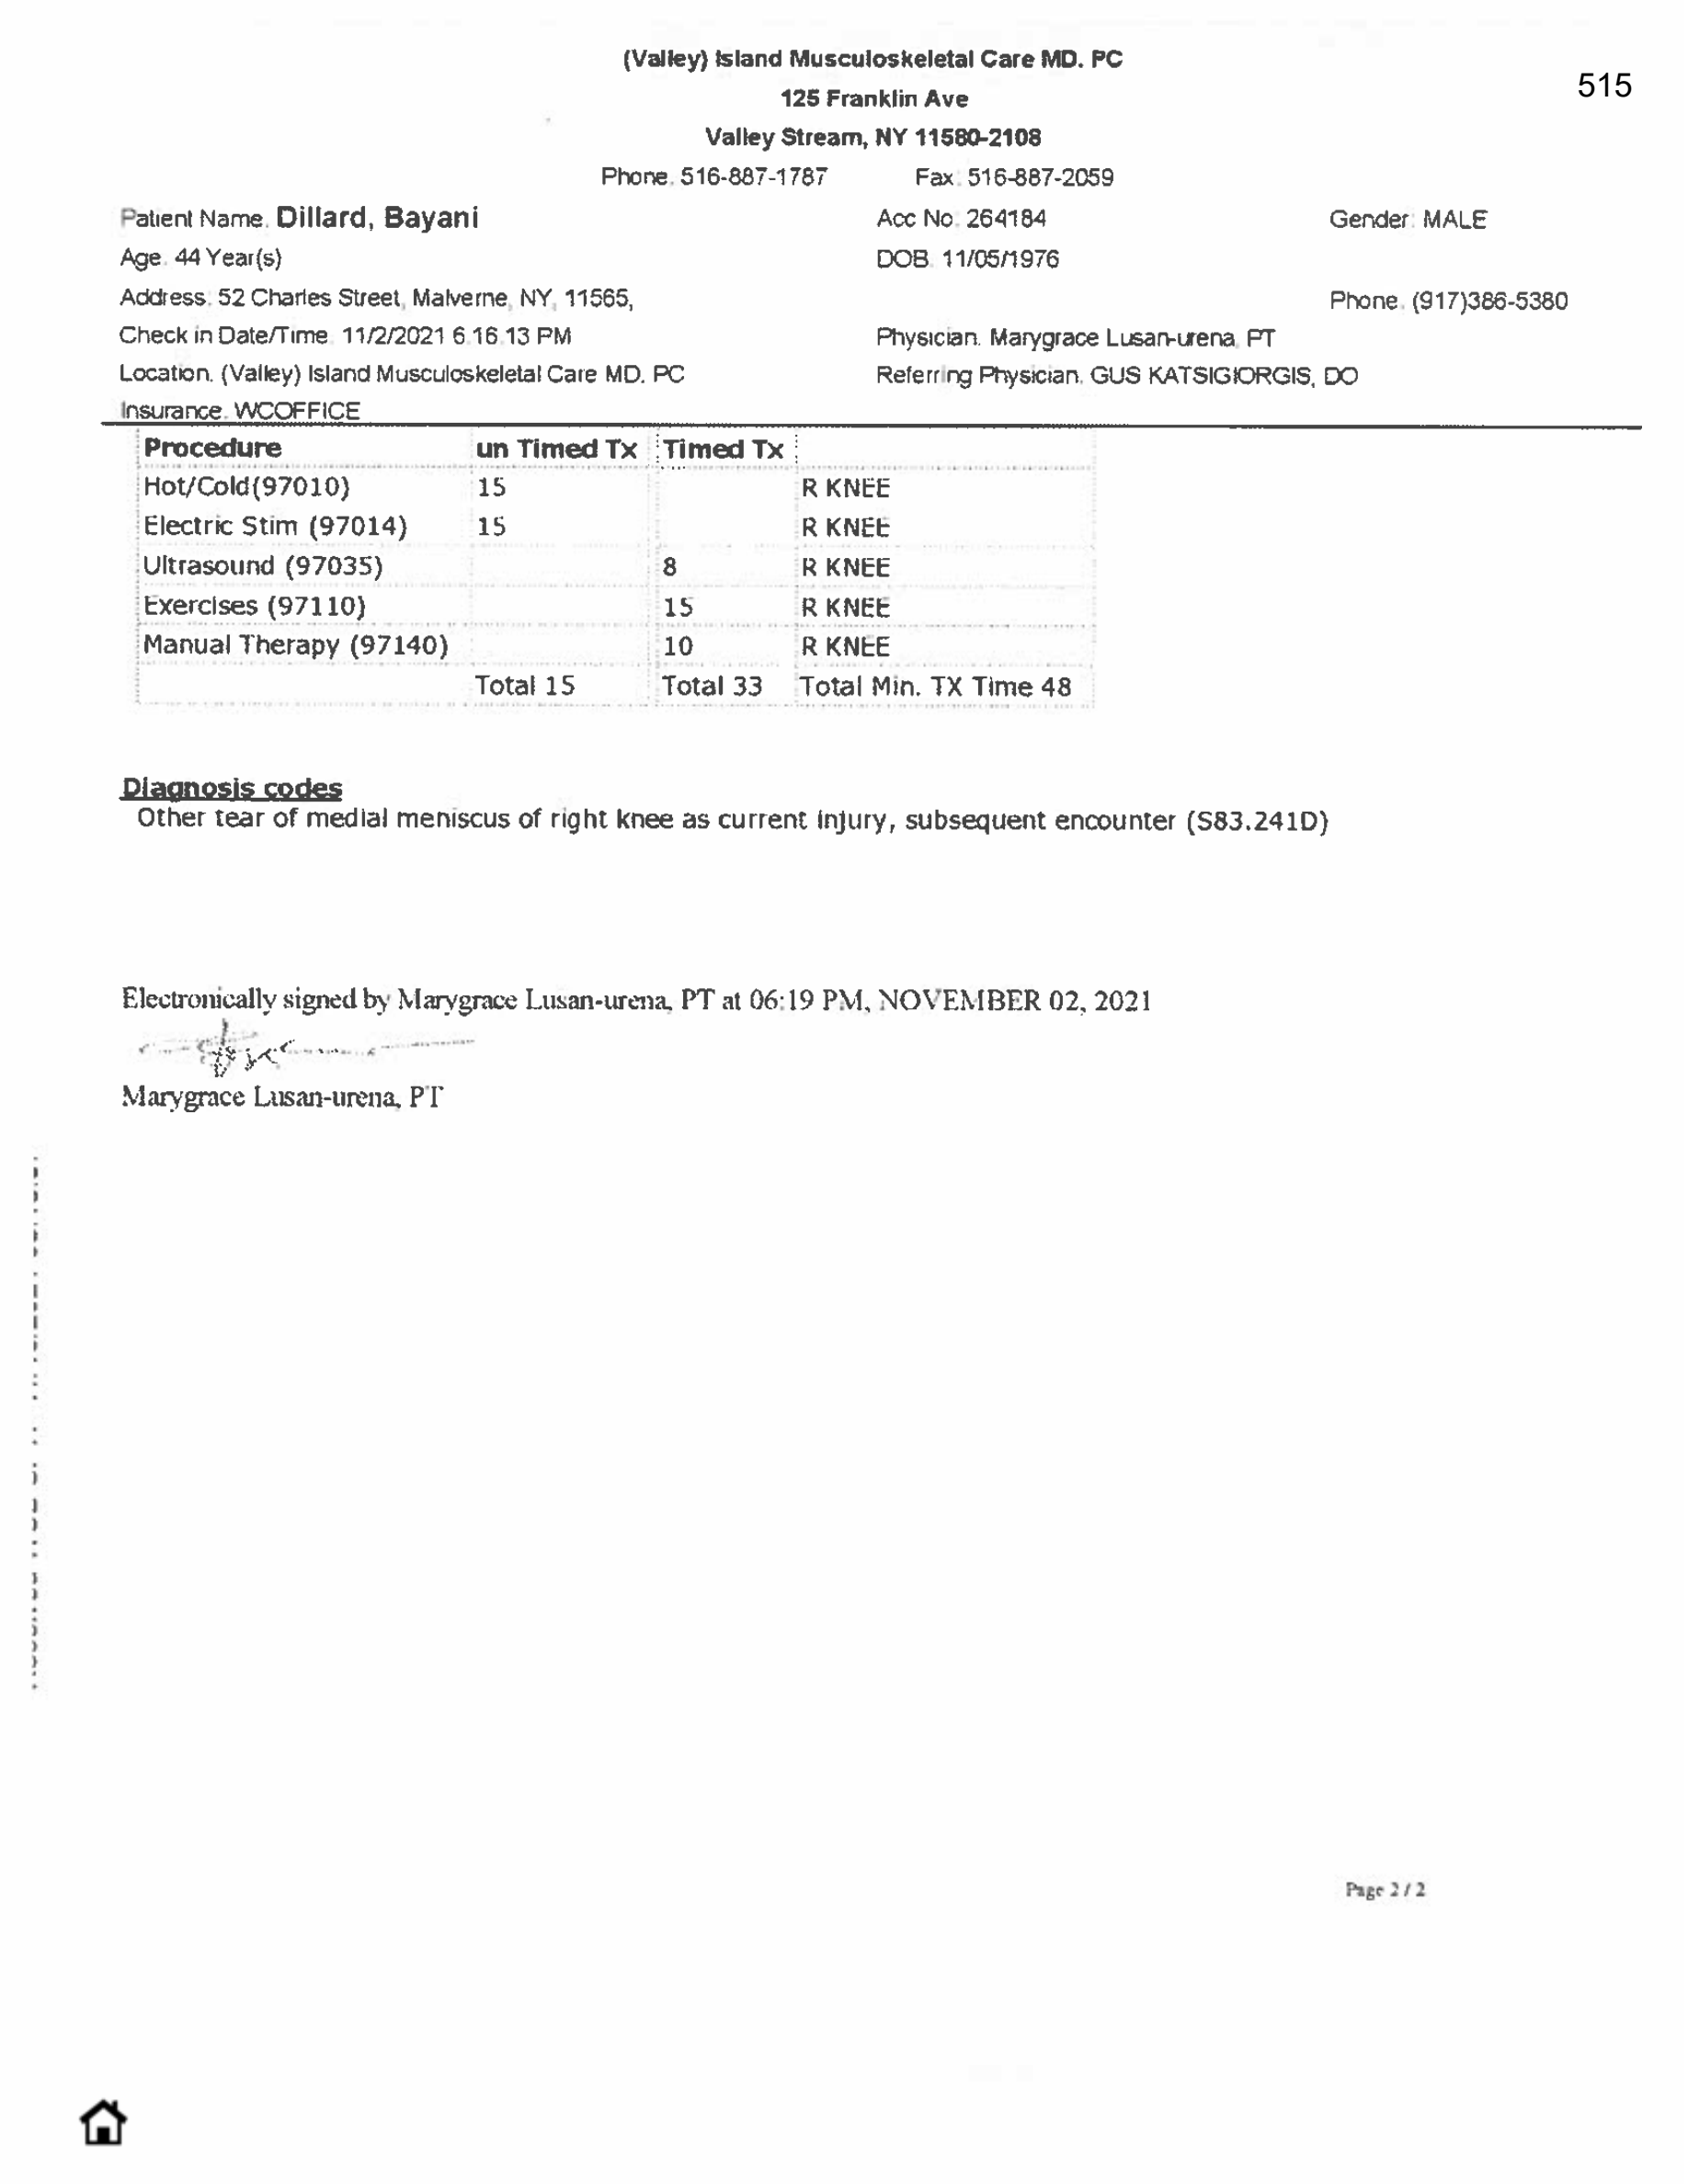 (Valley) Island Musculoskeletal Care MD. PC
515
125 Franklin Ave
Valley Stream, NY 11580-2108
Phone. 516-887-1787 Fax. 516-887-2059
Patient Name. Dillard, Bayani Acc No. 264184 Gender. MALE
Age. 44 Year(s) DOB. 11/05/1976
Address. 52 Charles Street, Malverne, NY, 11565, Phone. (917)386-5380
Check in Date/Time. 11/2/2021 6.16.13 PM Physician. Marygrace Lusan-urena, PT
Location. (Valley) Island Musculoskeletal Care MD. PC Referring Physician. GUS KATSIGIORGIS, DO
Insurance. WCOFFICE
Procedure un Timed Tx Timed Tx
Hot/Cold(97010) 15 R KNEE
Electric Stim (97014) 15 R KNEE
Ultrasound (97035) 8 R KNEE
Exercises (97110) 15 R KNEE
Manual Therapy (97140) 10 R KNEE
Total 15 Total 33 Total Min. TX Time 48
Diagnosis codes
Other tear of medial meniscus of right knee as current injury, subsequent encounter (S83.241D)
Electronically signed by Marygrace Lusan-urena, PT at 06:19 PM, NOVEMBER 02, 2021
Marygrace Lusan-urena, PT
Page 2 / 2